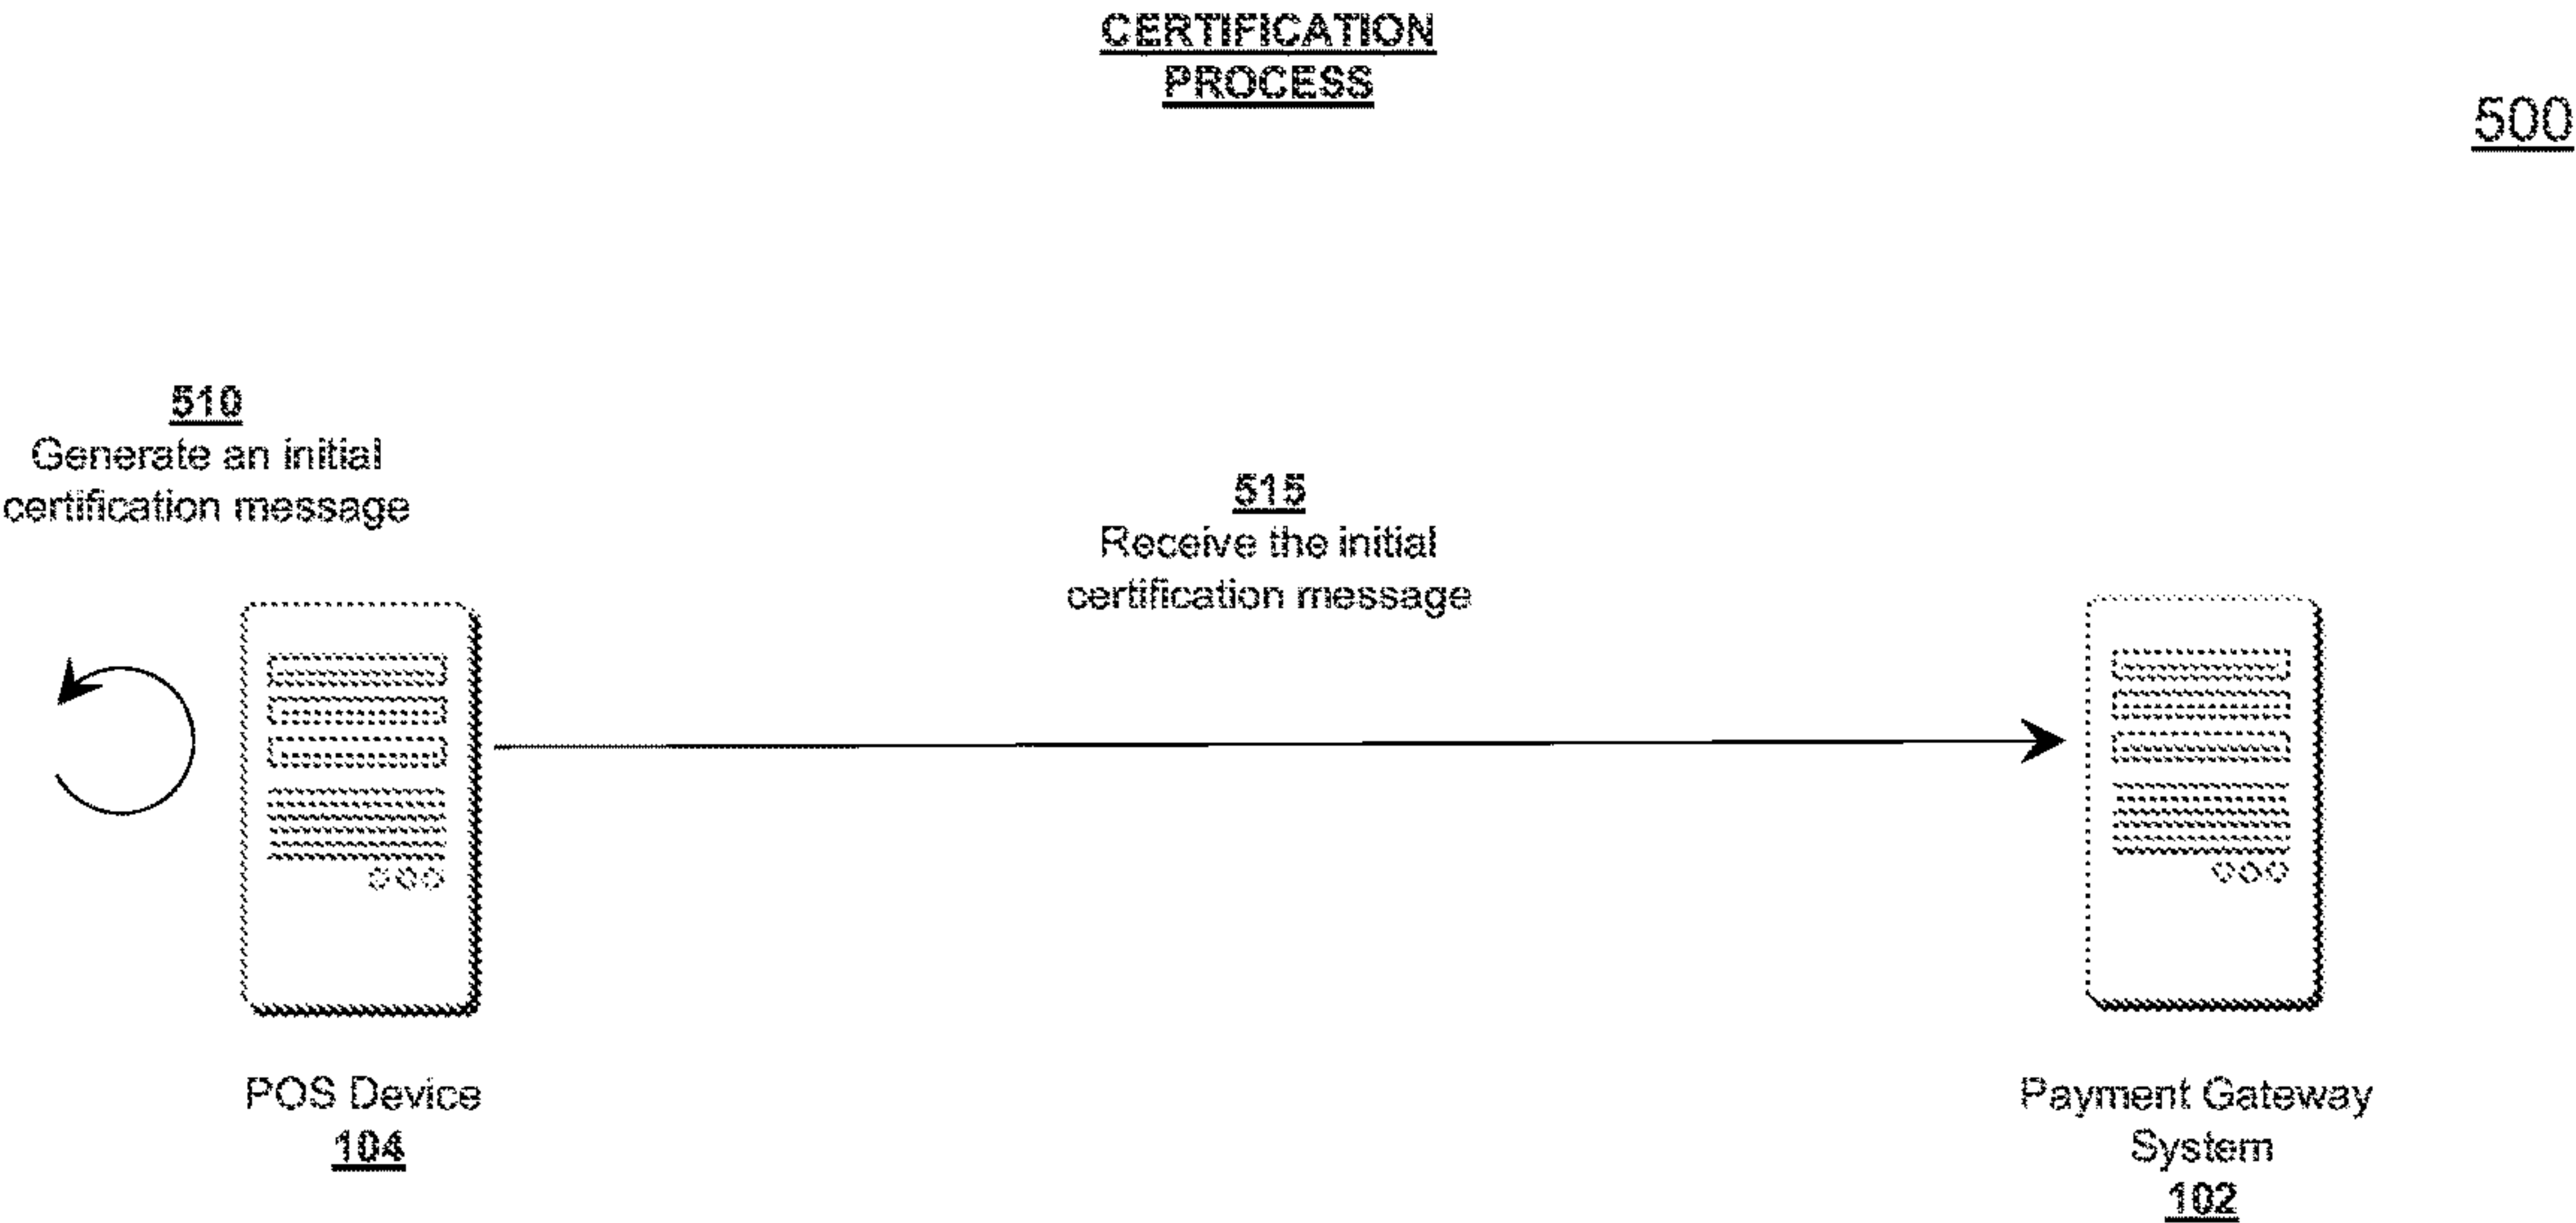 CERTIFICATION
PROCESS
500
510
Generate an initial
certification message
515
Receive the initial
certification message
POS Device
104
Payment Gateway
System
102